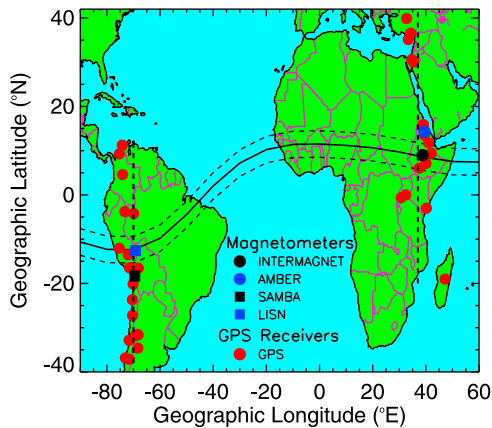 Geographic Latitude (°N)
40
20
0
-20
-40
Magnetometers
INTERMAGNET
AMBER
SAMBA
LISN
GPS Receivers
GPS
-80 -60 -40 -20 0 20 40 60
Geographic Longitude (°E)